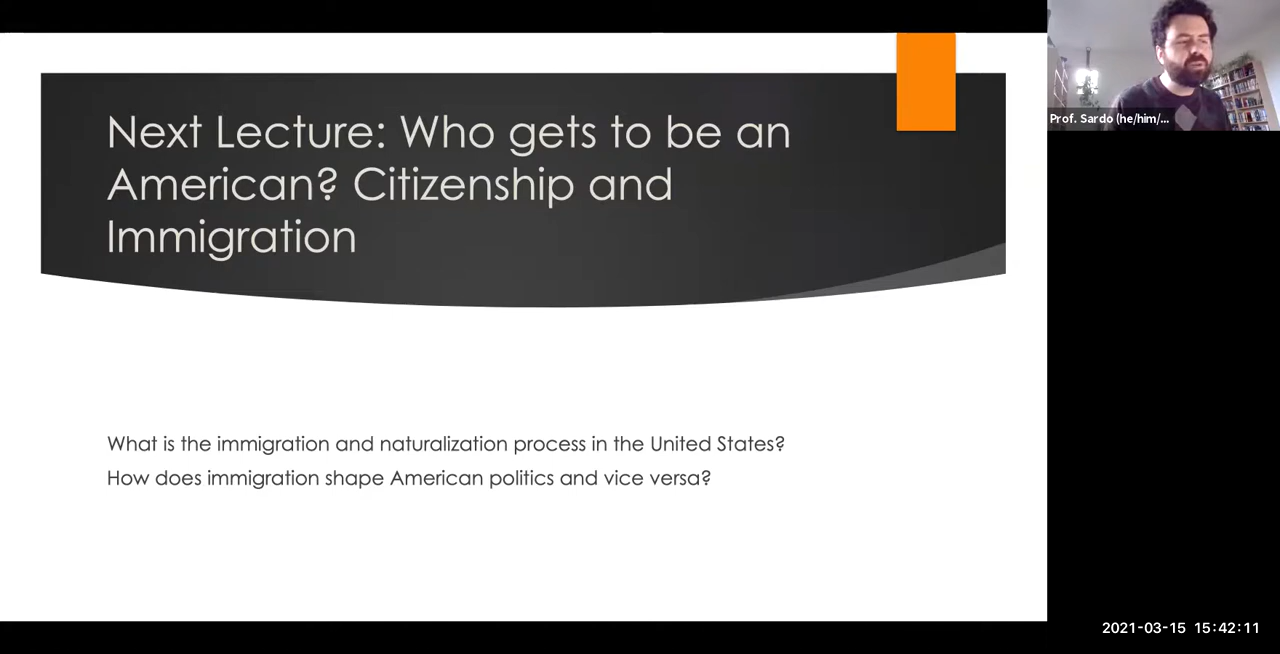 Next Lecture: Who gets to be an
American? Citizenship and
Immigration
Prof. Sardo (he/him/...
What is the immigration and naturalization process in the United States?
How does immigration shape American politics and vice versa?
2021-03-15 15:42:11